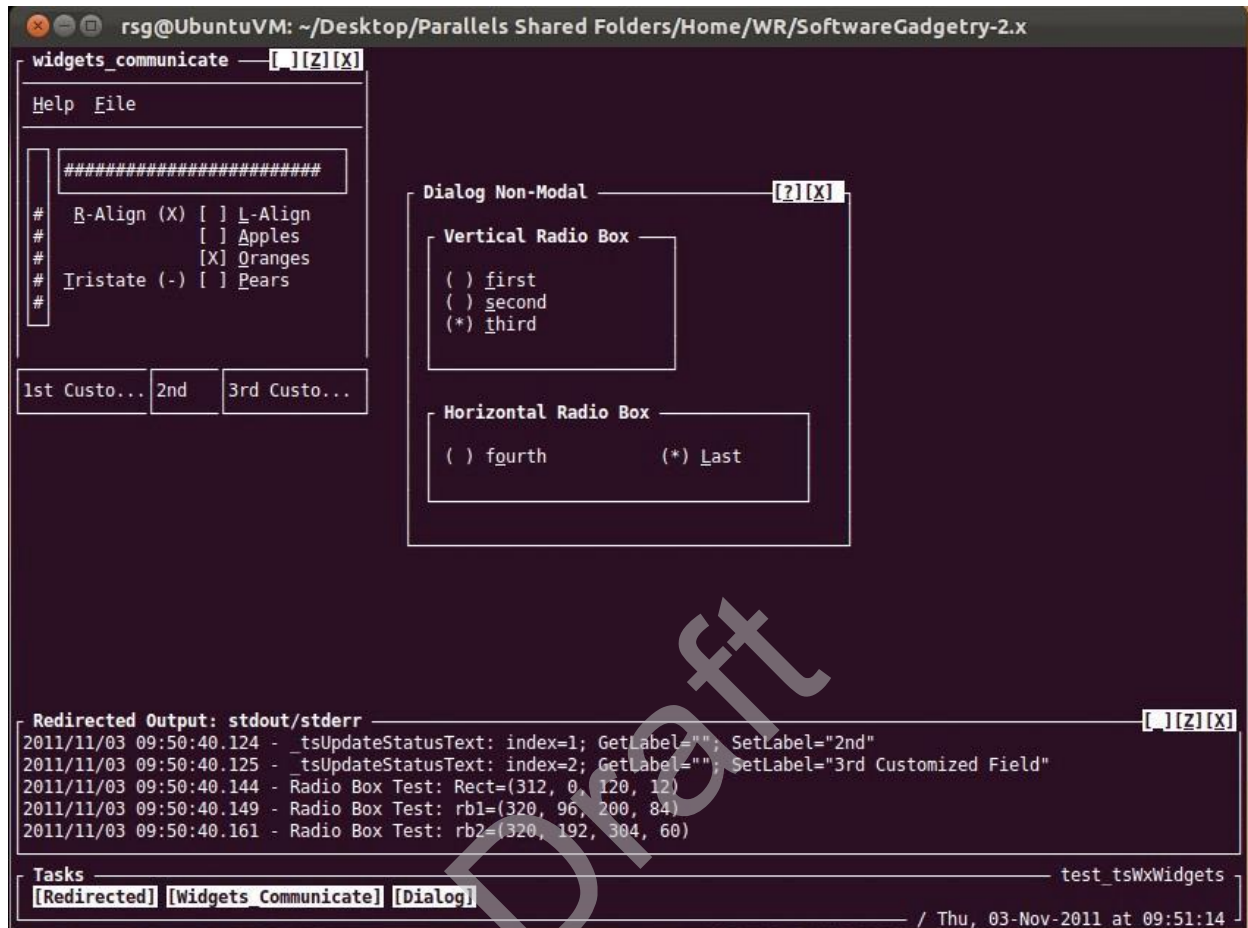 rsg@UbuntuVM: ~/Desktop/Parallels Shared Folders/Home/WR/SoftwareGadgetry-2.x
widgets_communicate [_][Z][X]
Help File
#########################
# R-Align (X) [ ] L-Align
# [ ] Apples
# [X] Oranges
# Tristate (-) [ ] Pears
#
1st Custo... 2nd 3rd Custo...
Dialog Non-Modal [?][X]
Vertical Radio Box
( ) first
( ) second
(*) third
Horizontal Radio Box
( ) fourth (*) Last
Redirected Output: stdout/stderr [_][Z][X]
2011/11/03 09:50:40.124 - _tsUpdateStatusText: index=1; GetLabel=""; SetLabel="2nd"
2011/11/03 09:50:40.125 - _tsUpdateStatusText: index=2; GetLabel=""; SetLabel="3rd Customized Field"
2011/11/03 09:50:40.144 - Radio Box Test: Rect=(312, 0, 120, 12)
2011/11/03 09:50:40.149 - Radio Box Test: rb1=(320, 96, 200, 84)
2011/11/03 09:50:40.161 - Radio Box Test: rb2=(320, 192, 304, 60)
Tasks test_tsWxWidgets
[Redirected] [Widgets_Communicate] [Dialog]
/ Thu, 03-Nov-2011 at 09:51:14
Draft